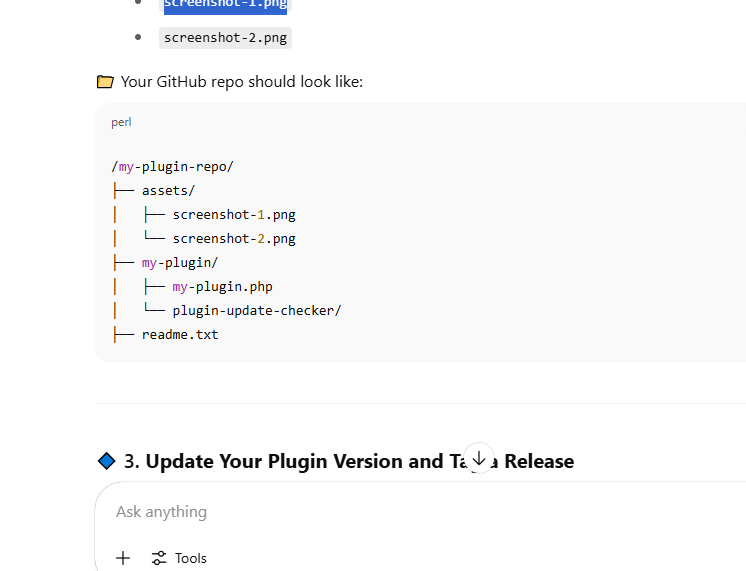 screenshot-1.png
screenshot-2.png
Your GitHub repo should look like:
perl
/my-plugin-repo/
├── assets/
│   ├── screenshot-1.png
│   └── screenshot-2.png
├── my-plugin/
│   ├── my-plugin.php
│   └── plugin-update-checker/
├── readme.txt
3. Update Your Plugin Version and Release
Ask anything
Tools